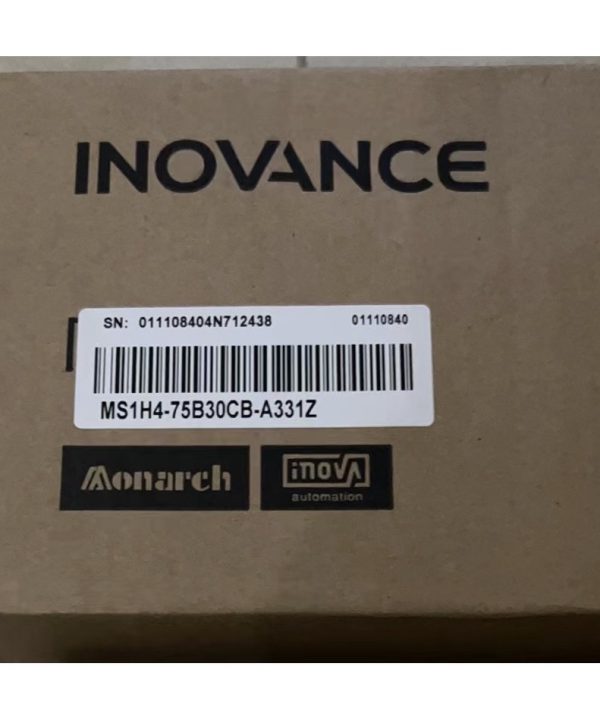 INOVANCE
SN: 011108404N712438 01110840
MS1H4-75B30CB-A331Z
Monarch
inova
automation